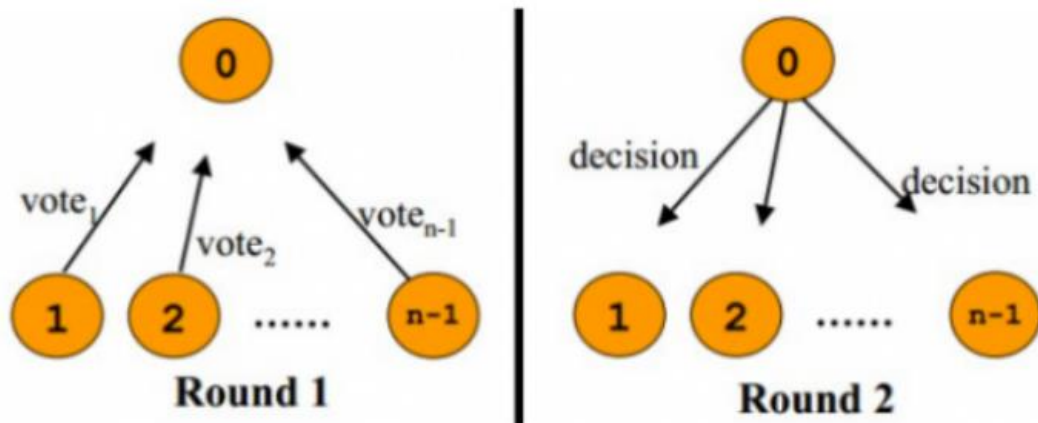 0
vote₁
vote₂
voteₙ₋₁
1 2 ...... n-1
Round 1
0
decision
decision
1 2 ...... n-1
Round 2